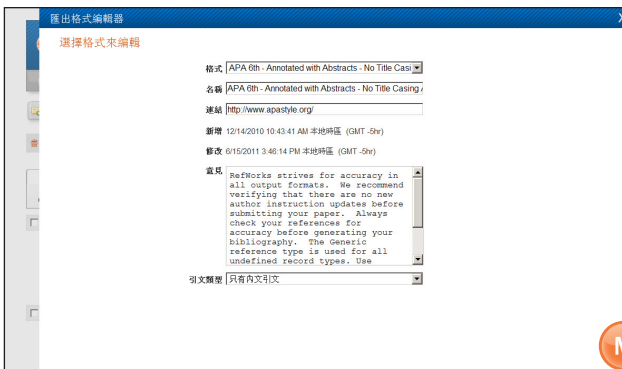 匯出格式編輯器
選擇格式來編輯
格式 APA 6th - Annotated with Abstracts - No Title Casi
名稱 APA 6th - Annotated with Abstracts - No Title Casing
連結 http://www.apastyle.org/
新增 12/14/2010 10:43:41 AM 本地時區 (GMT -5hr)
修改 6/15/2011 3:46:14 PM 本地時區 (GMT -5hr)
意見 RefWorks strives for accuracy in
all output formats. We recommend
verifying that there are no new
author instruction updates before
submitting your paper. Always
check your references for
accuracy before generating your
bibliography. The Generic
reference type is used for all
undefined record types. Use
引文類型 只有內文引文